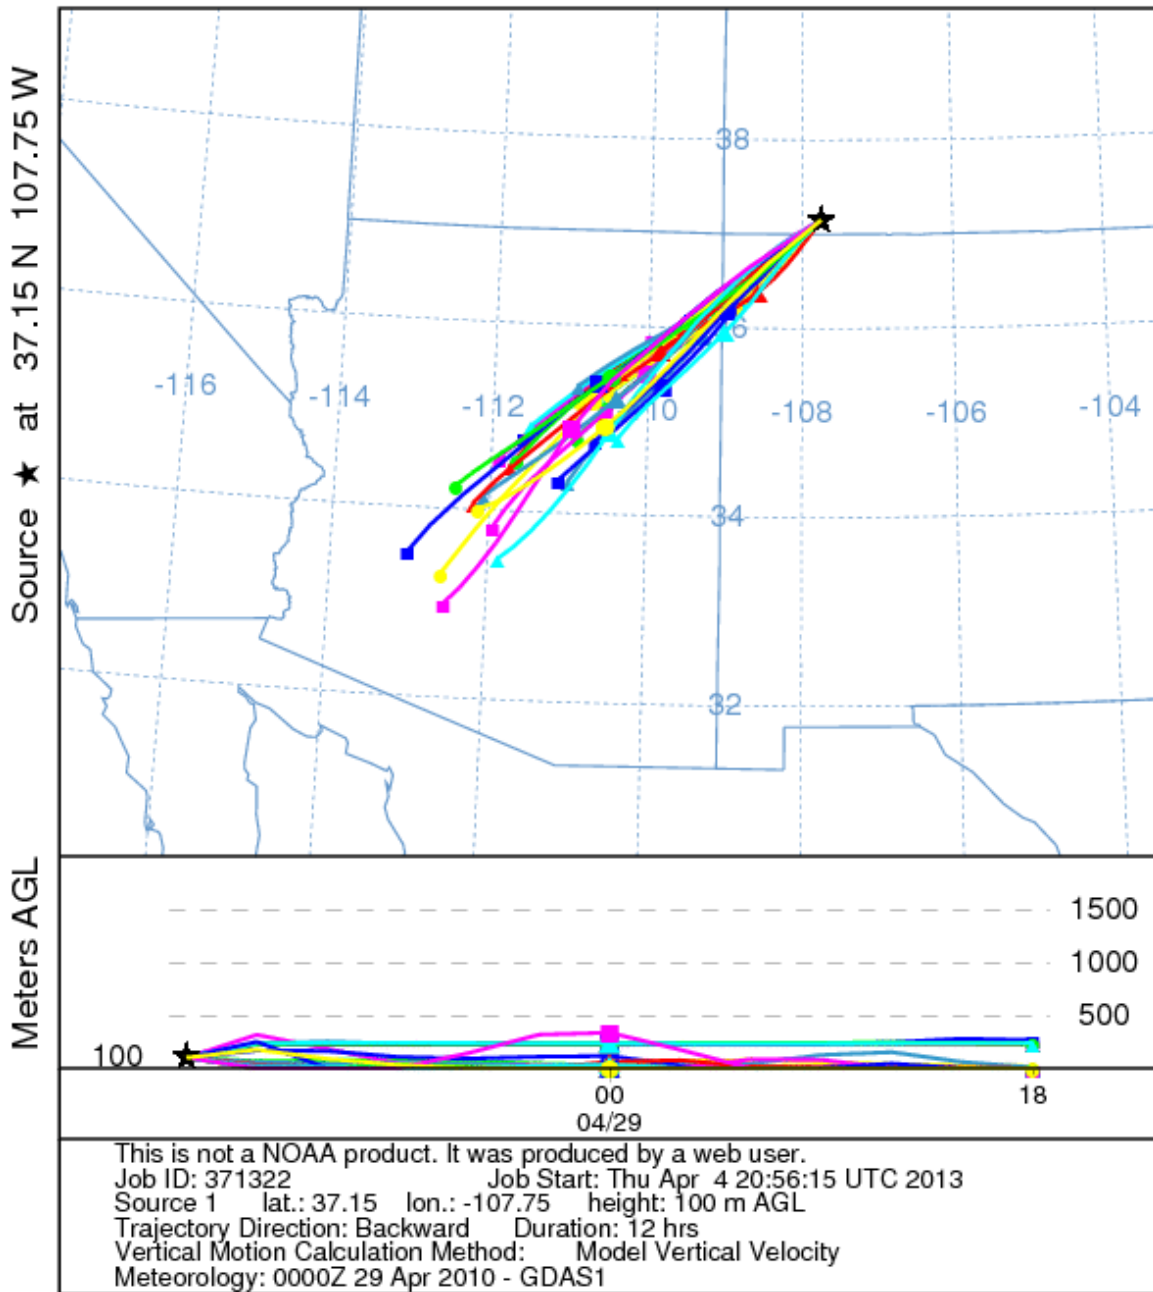 Source ★ at 37.15 N 107.75 W
38
36
-116
-114
-112
-110
-108
-106
-104
34
32
Meters AGL
1500
1000
500
100
00
18
04/29
This is not a NOAA product. It was produced by a web user.
Job ID: 371322 Job Start: Thu Apr 4 20:56:15 UTC 2013
Source 1 lat.: 37.15 lon.: -107.75 height: 100 m AGL
Trajectory Direction: Backward Duration: 12 hrs
Vertical Motion Calculation Method: Model Vertical Velocity
Meteorology: 0000Z 29 Apr 2010 - GDAS1